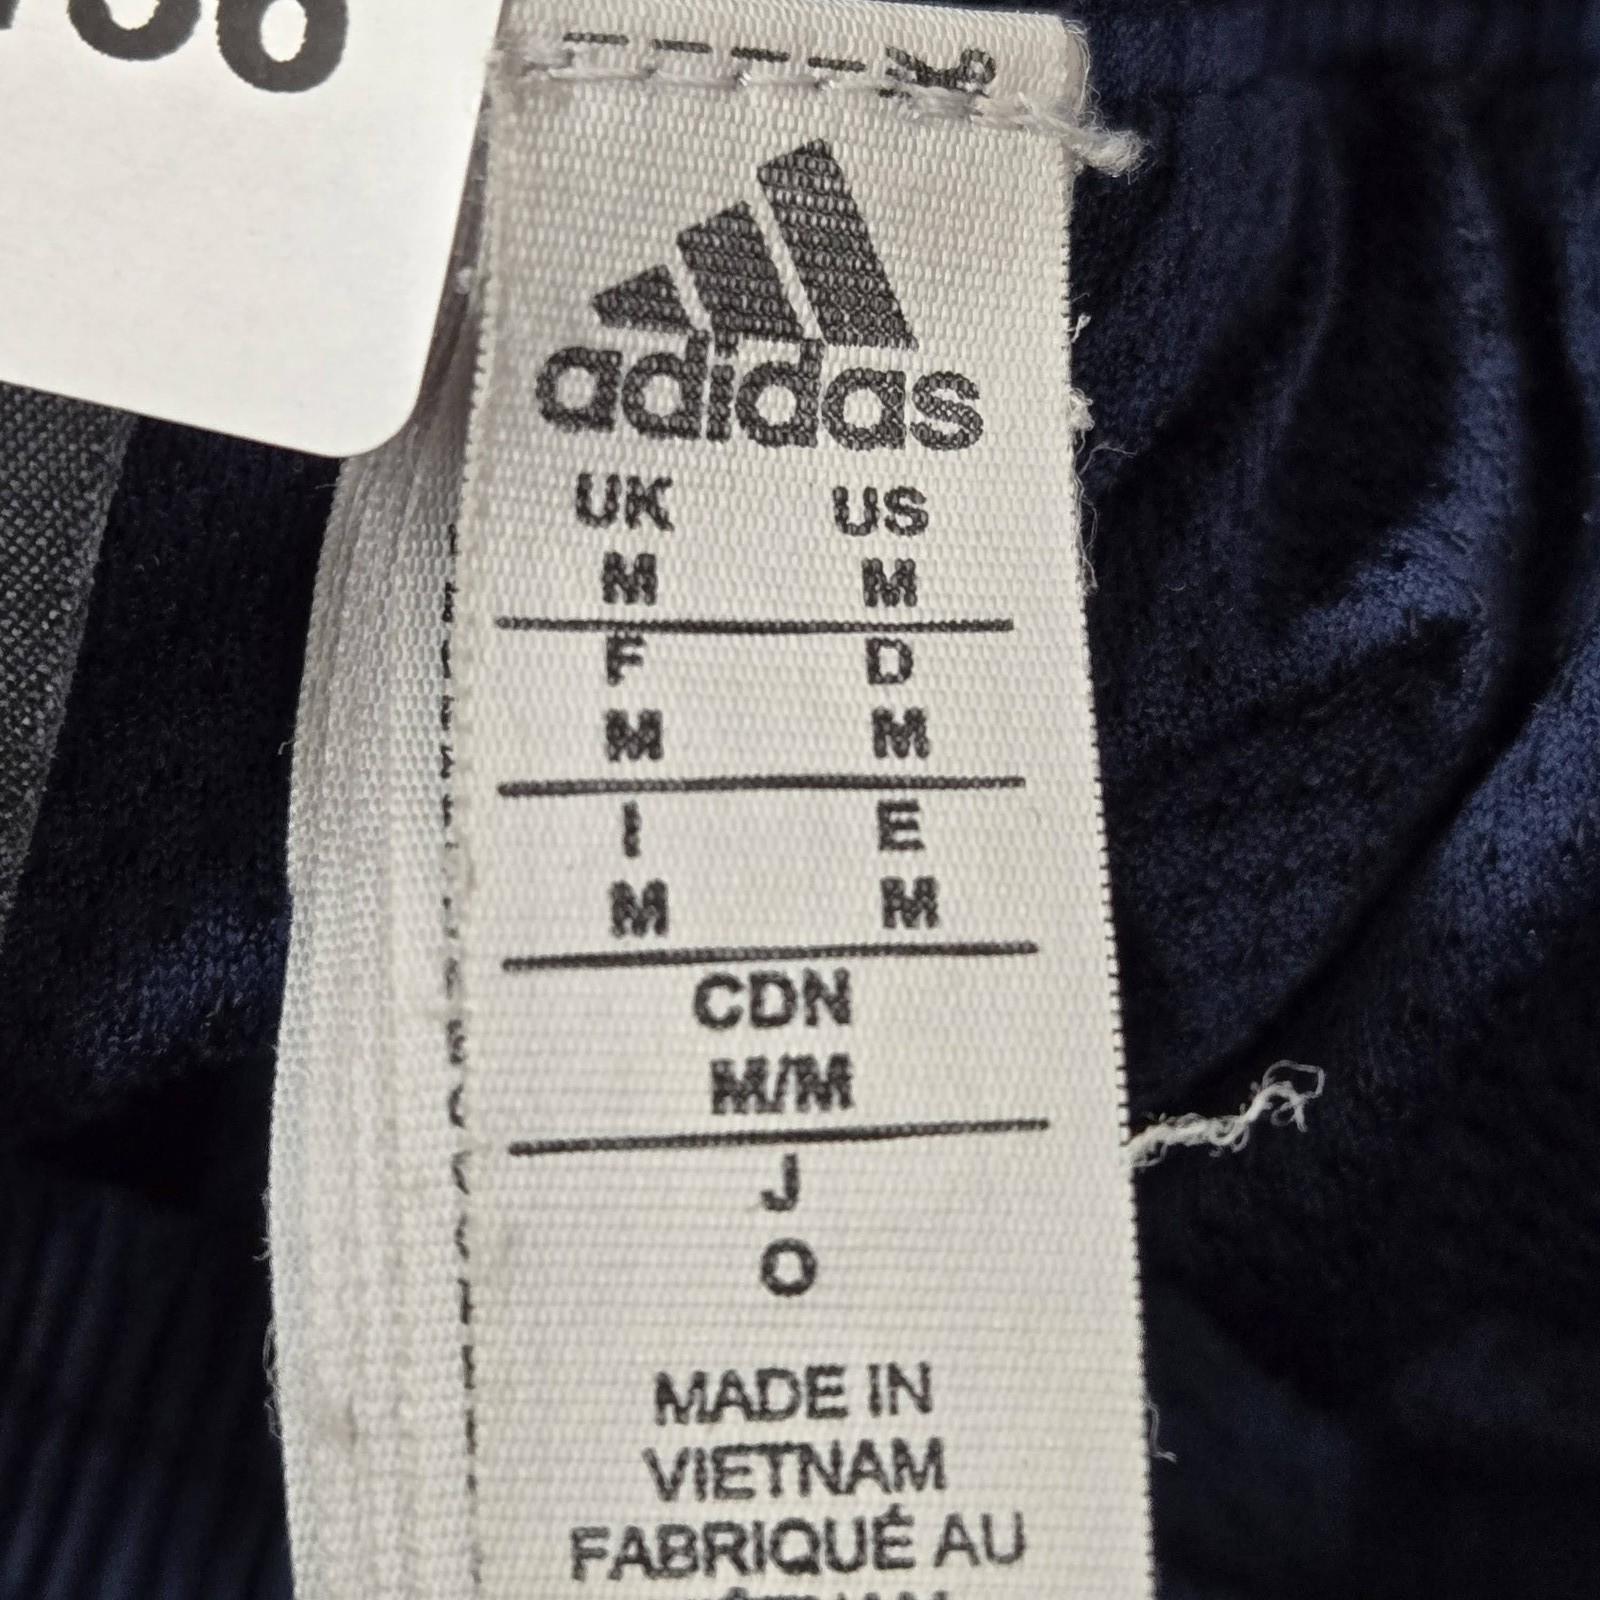 adidas
UK US
M M
F D
M M
I E
M M
CDN
M/M
J
O
MADE IN
VIETNAM
FABRIQUÉ AU